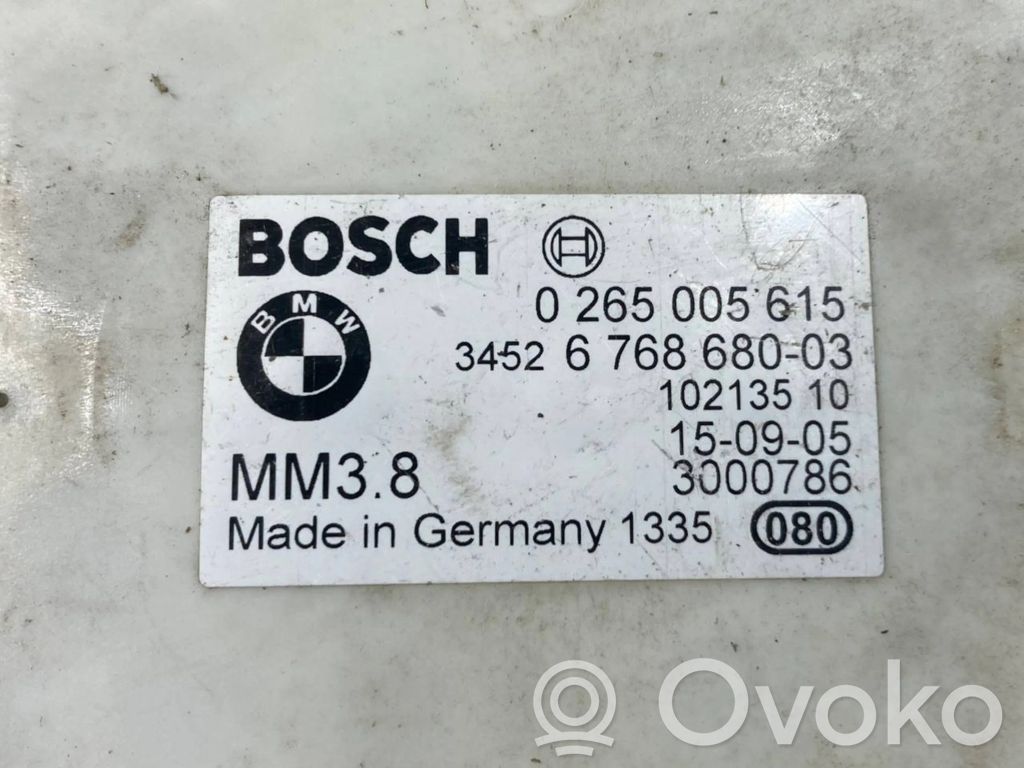 BOSCH
0 265 005 615
BMW
3452 6 768 680-03
102135 10
15-09-05
MM3.8
3000786
Made in Germany 1335 080
Ovoko